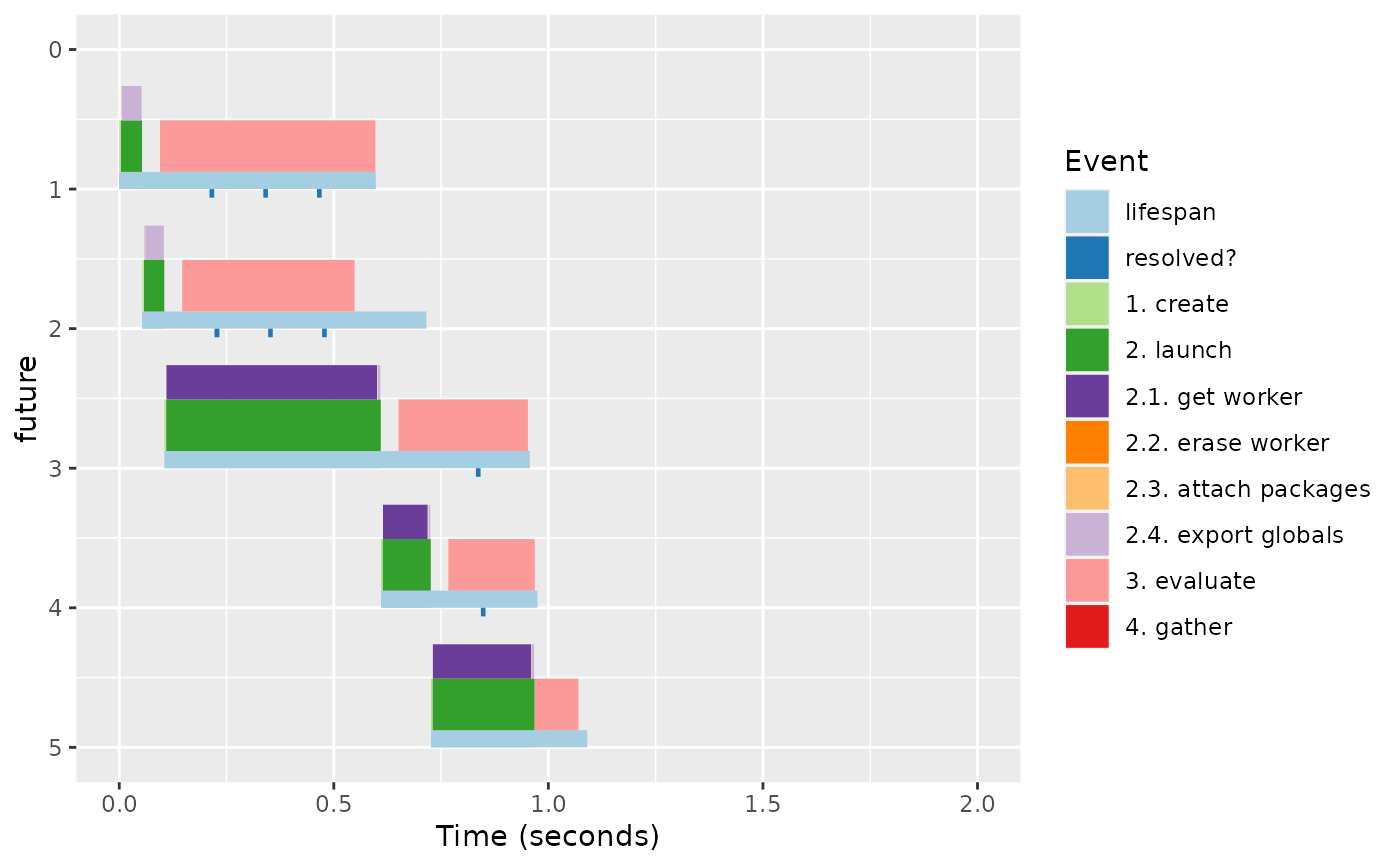 0
1
2
3
4
5
future
0.0
0.5
1.0
1.5
2.0
Time (seconds)
Event
lifespan
resolved?
1. create
2. launch
2.1. get worker
2.2. erase worker
2.3. attach packages
2.4. export globals
3. evaluate
4. gather